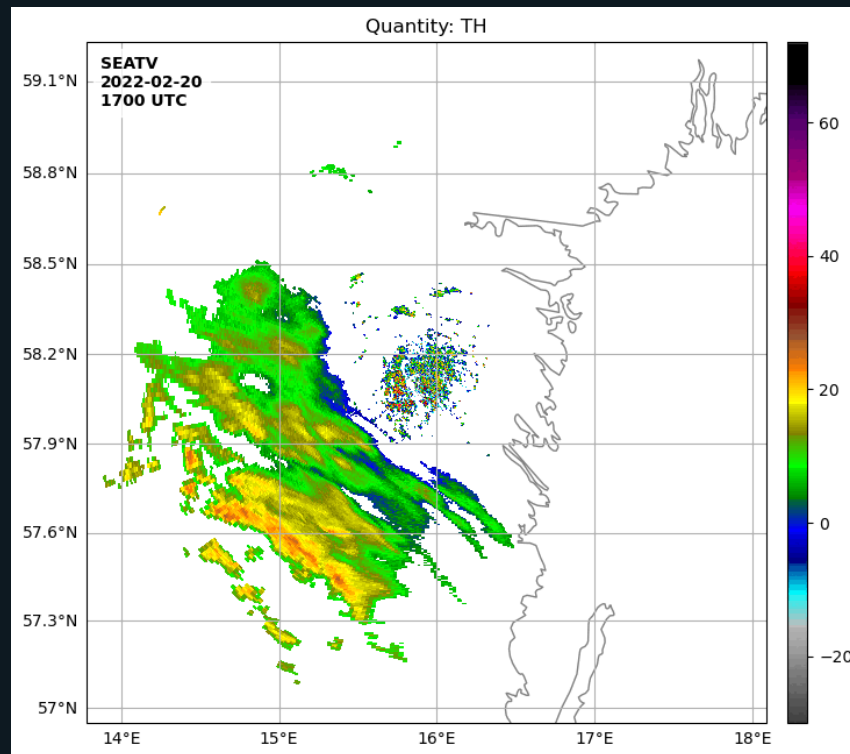 Quantity: TH
SEATV
2022-02-20
1700 UTC
59.1°N
58.8°N
58.5°N
58.2°N
57.9°N
57.6°N
57.3°N
57°N
14°E
15°E
16°E
17°E
18°E
60
40
20
0
−20